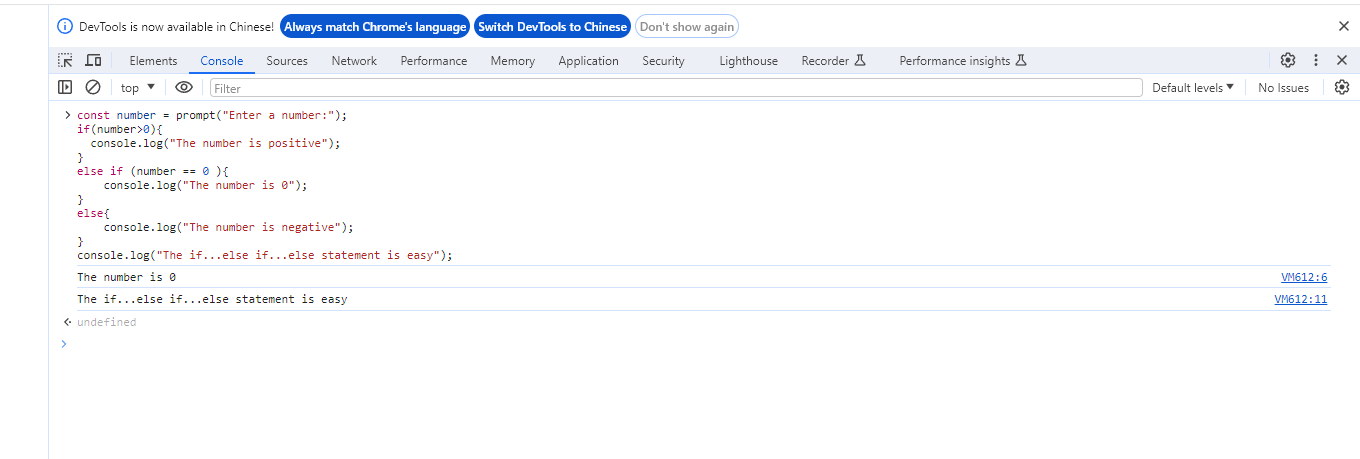 DevTools is now available in Chinese! Always match Chrome's language Switch DevTools to Chinese Don't show again
Elements Console Sources Network Performance Memory Application Security Lighthouse Recorder Performance insights
top Filter Default levels No Issues
const number = prompt("Enter a number:");
if(number>0){
console.log("The number is positive");
}
else if (number == 0 ){
console.log("The number is 0");
}
else{
console.log("The number is negative");
}
console.log("The if...else if...else statement is easy");
The number is 0 VM612:6
The if...else if...else statement is easy VM612:11
undefined